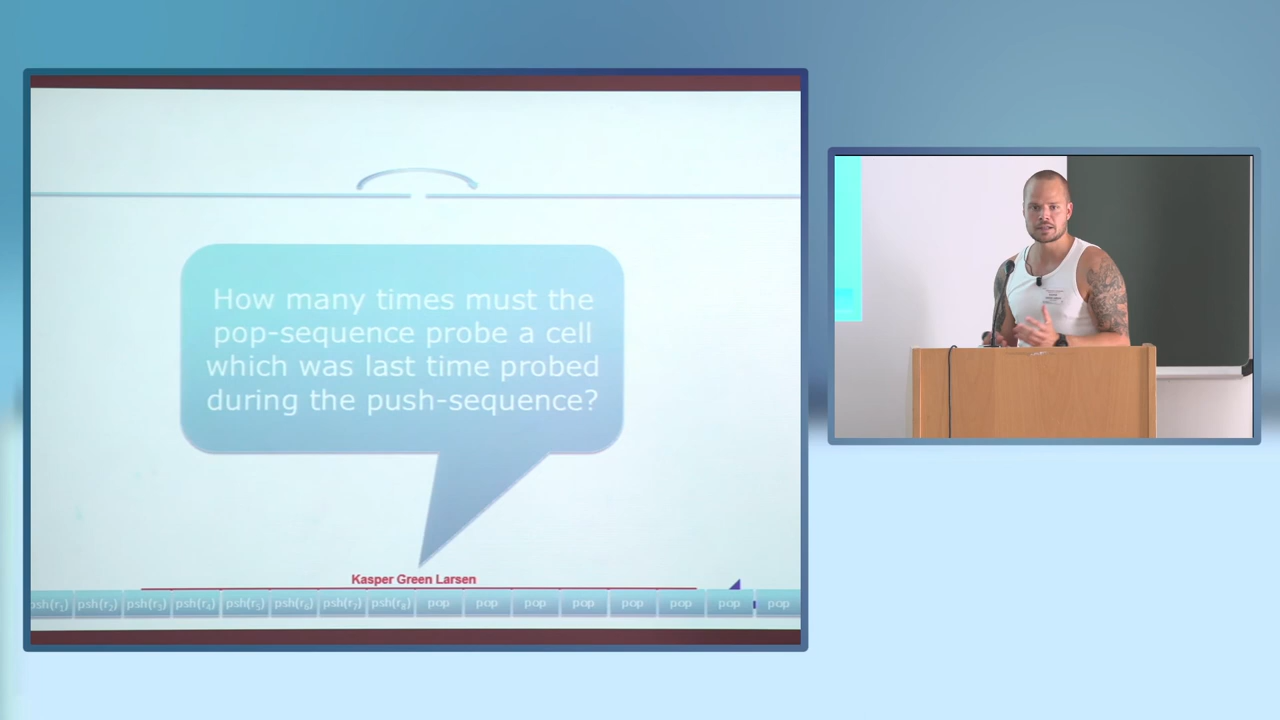 How many times must the
pop-sequence probe a cell
which was last time probed
during the push-sequence?
Kasper Green Larsen
psh(r₁) psh(r₂) psh(r₃) psh(r₄) psh(r₅) psh(r₆) psh(r₇) psh(r₈) pop pop pop pop pop pop pop pop